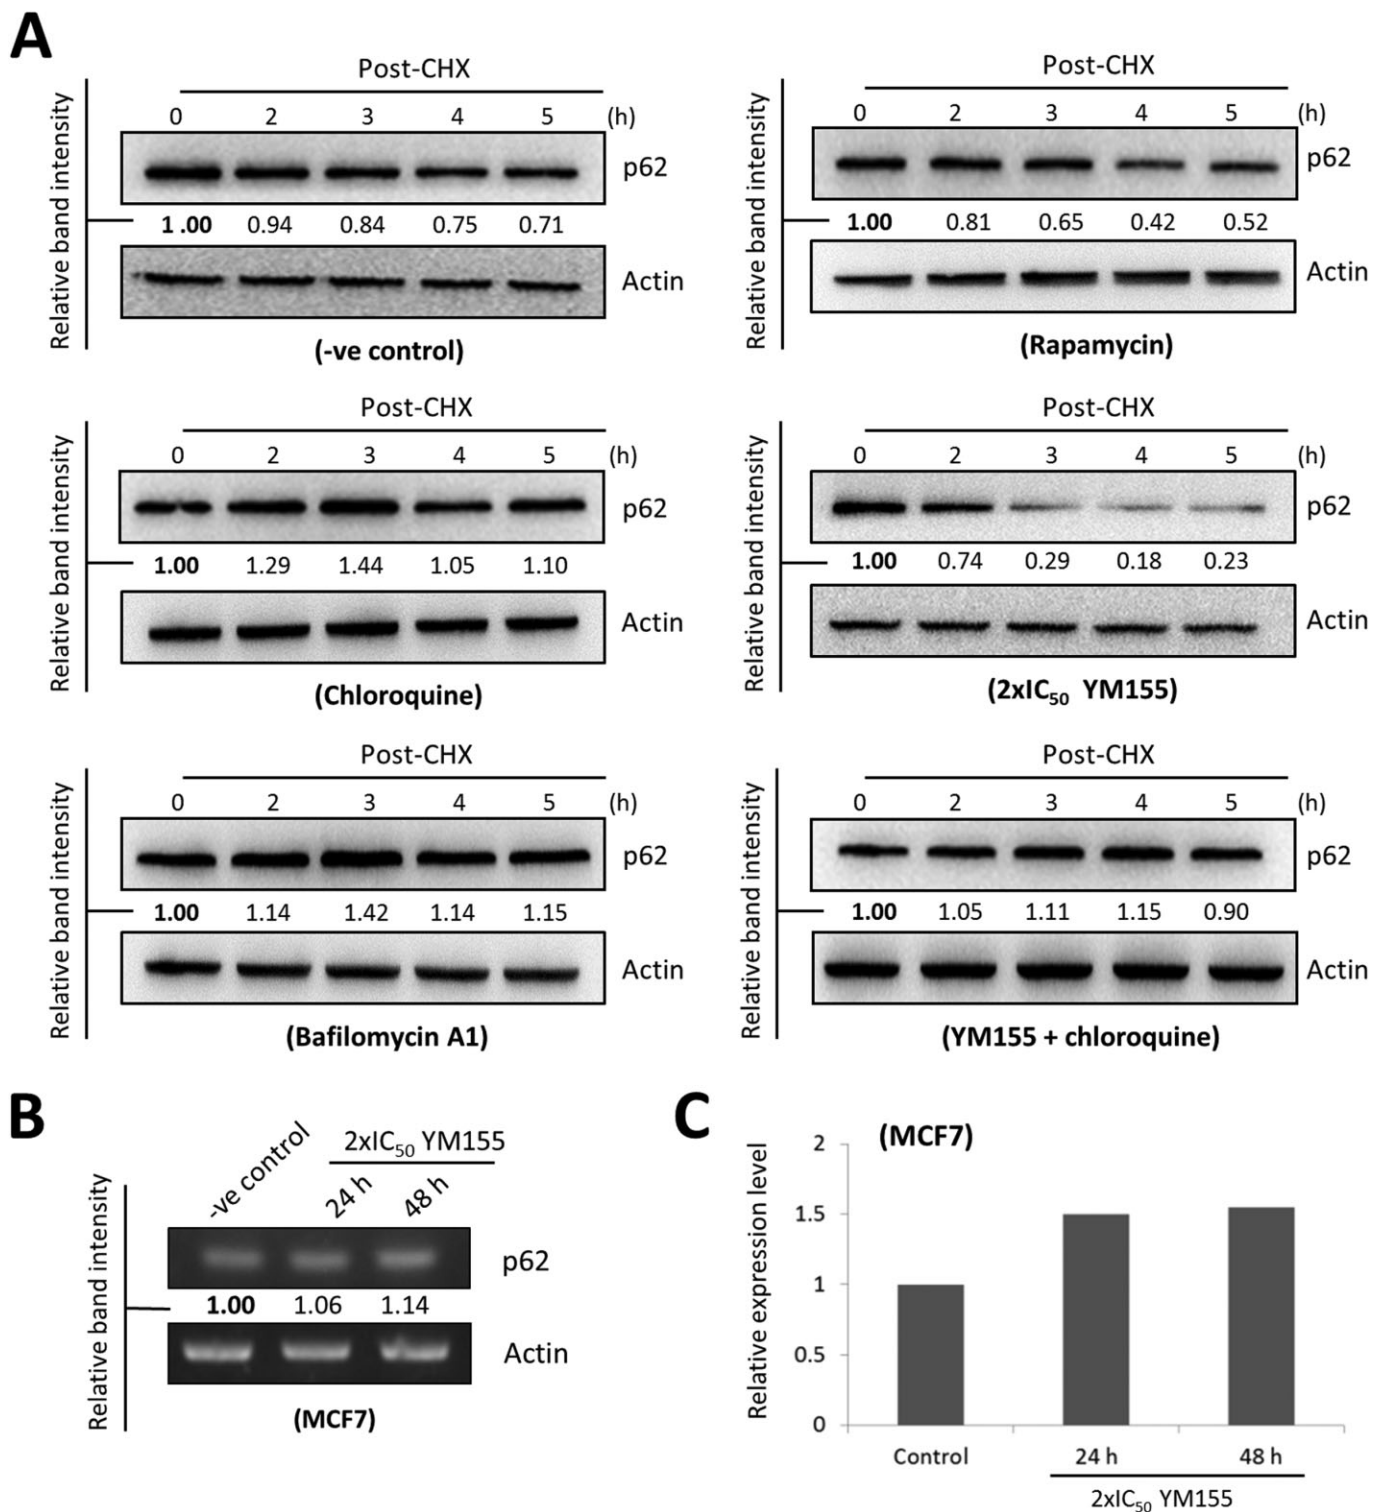 A
Post-CHX
0 2 3 4 5 (h)
p62
1 .00 0.94 0.84 0.75 0.71
Actin
Relative band intensity
(-ve control)
Post-CHX
0 2 3 4 5 (h)
p62
1.00 0.81 0.65 0.42 0.52
Actin
Relative band intensity
(Rapamycin)
Post-CHX
0 2 3 4 5 (h)
p62
1.00 1.29 1.44 1.05 1.10
Actin
Relative band intensity
(Chloroquine)
Post-CHX
0 2 3 4 5 (h)
p62
1.00 0.74 0.29 0.18 0.23
Actin
Relative band intensity
(2xIC50 YM155)
Post-CHX
0 2 3 4 5 (h)
p62
1.00 1.14 1.42 1.14 1.15
Actin
Relative band intensity
(Bafilomycin A1)
Post-CHX
0 2 3 4 5 (h)
p62
1.00 1.05 1.11 1.15 0.90
Actin
Relative band intensity
(YM155 + chloroquine)
B
-ve control
2xIC50 YM155
24 h 48 h
p62
1.00 1.06 1.14
Actin
Relative band intensity
(MCF7)
C
(MCF7)
Relative expression level
2
1.5
1
0.5
0
Control 24 h 48 h
2xIC50 YM155